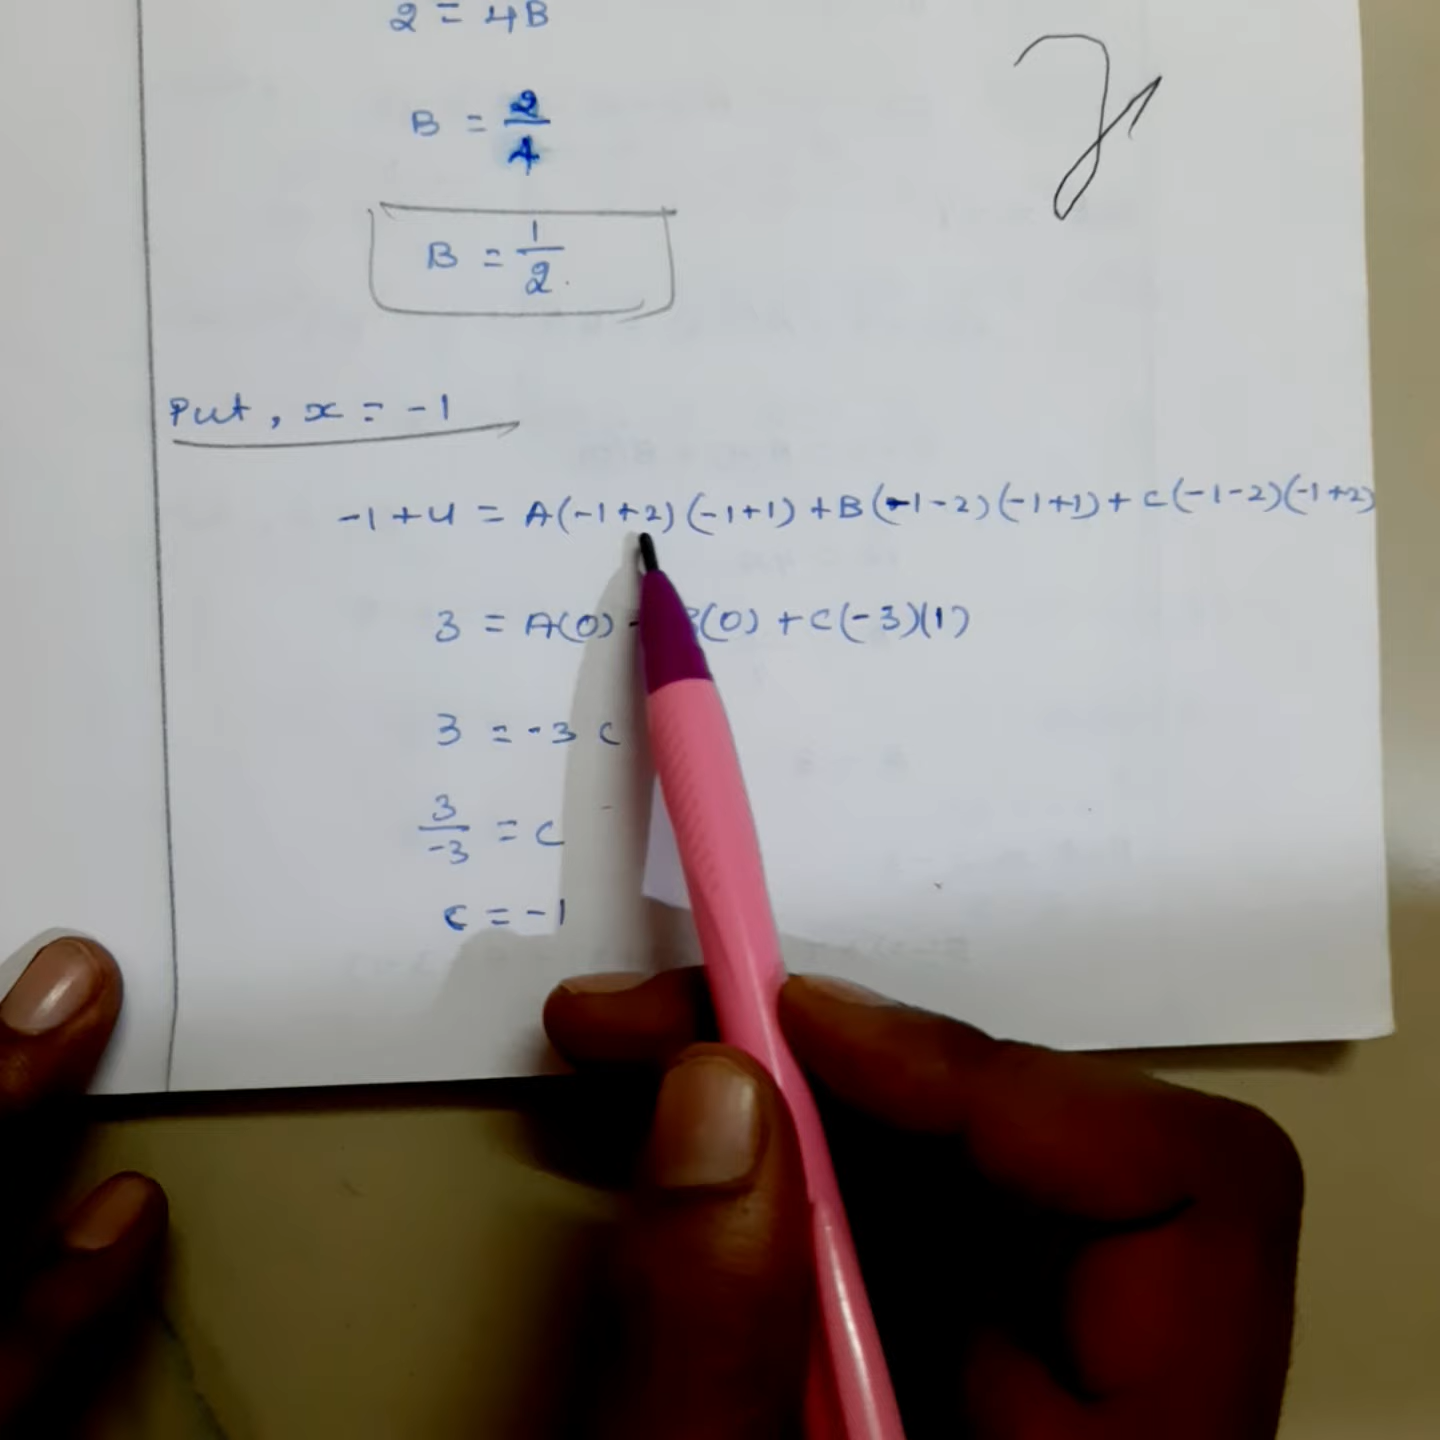 2 = 4B
B = 2/4
B = 1/2
Put, x = -1
-1+4 = A(-1+2)(-1+1)+B(-1-2)(-1+1)+C(-1-2)(-1+2)
3 = A(0) (0) + C(-3)(1)
3 = -3 C
3/-3 = C
C = -1